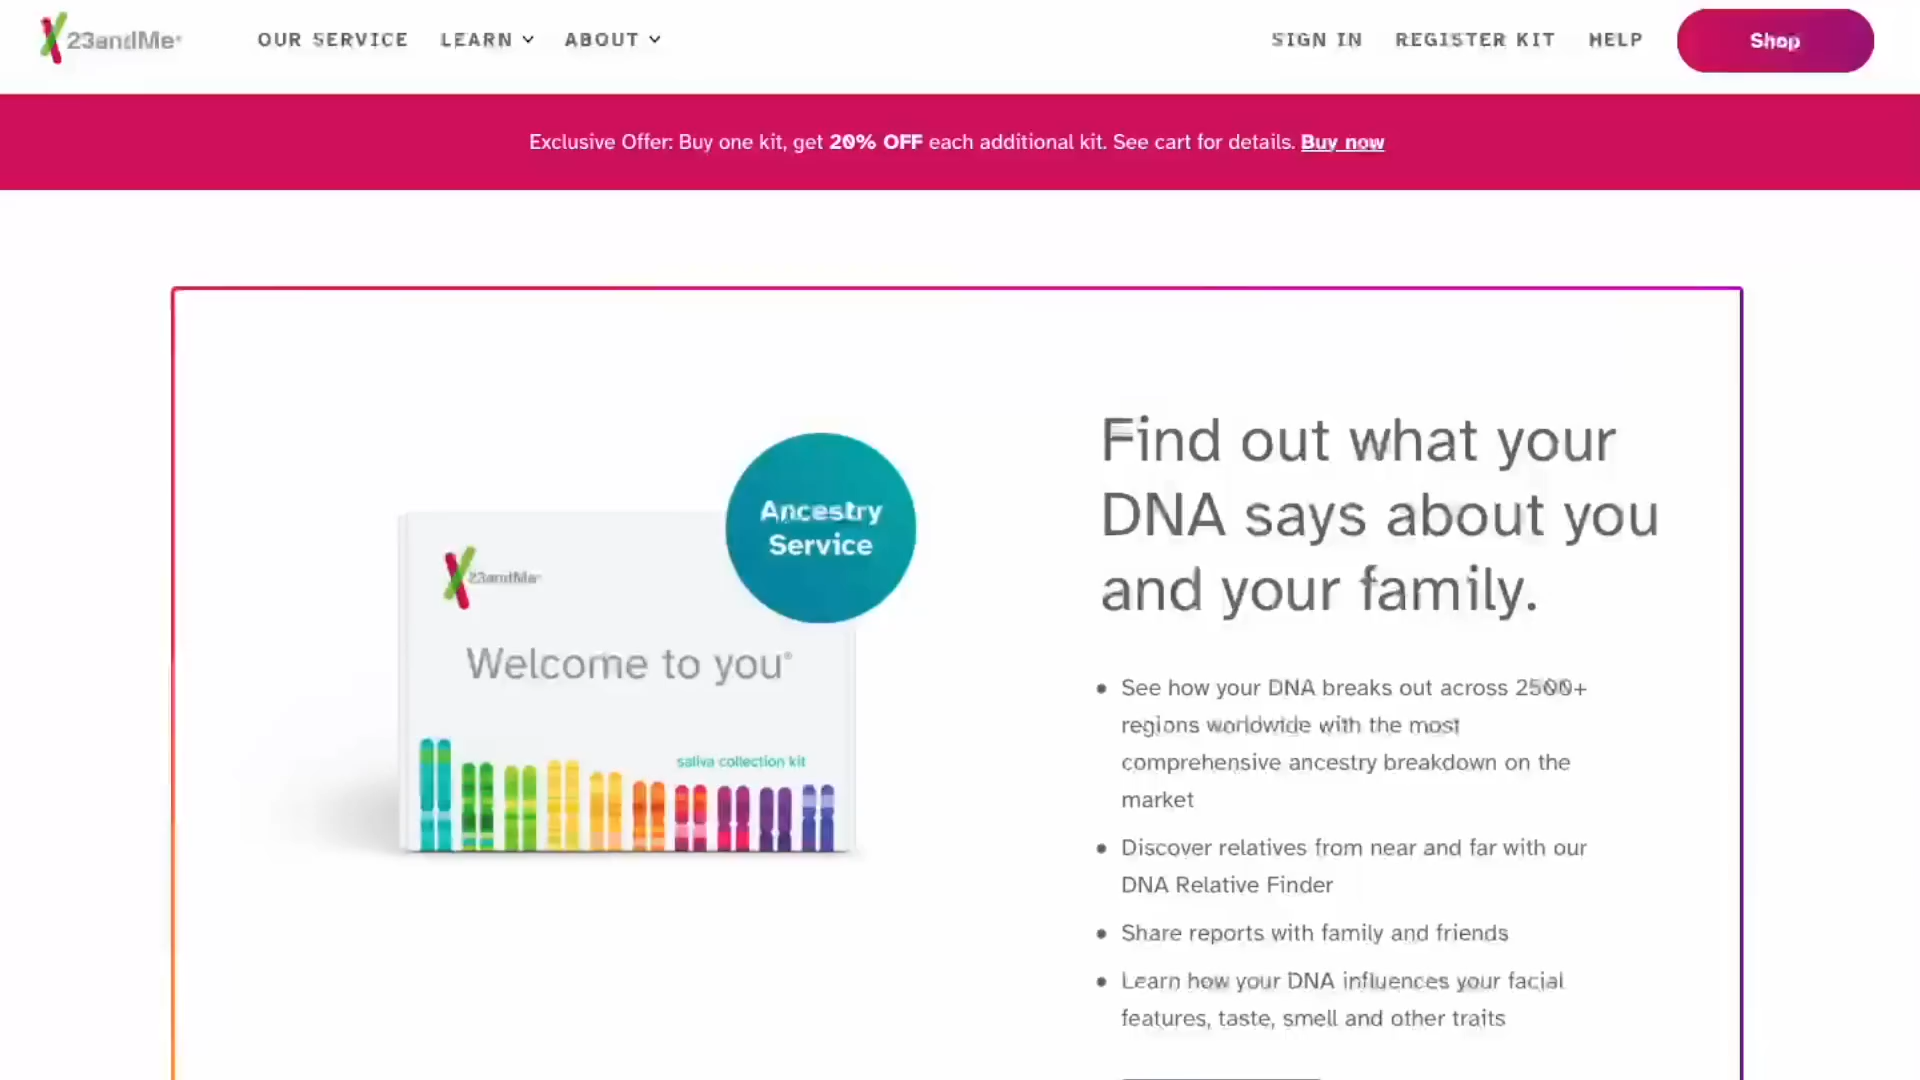 23andMe
OUR SERVICE LEARN ABOUT SIGN IN REGISTER KIT HELP Shop
Exclusive Offer: Buy one kit, get 20% OFF each additional kit. See cart for details. Buy now
Ancestry
Service
23andMe
Welcome to you®
saliva collection kit
Find out what your
DNA says about you
and your family.
See how your DNA breaks out across 2500+
regions worldwide with the most
comprehensive ancestry breakdown on the
market
Discover relatives from near and far with our
DNA Relative Finder
Share reports with family and friends
Learn how your DNA influences your facial
features, taste, smell and other traits